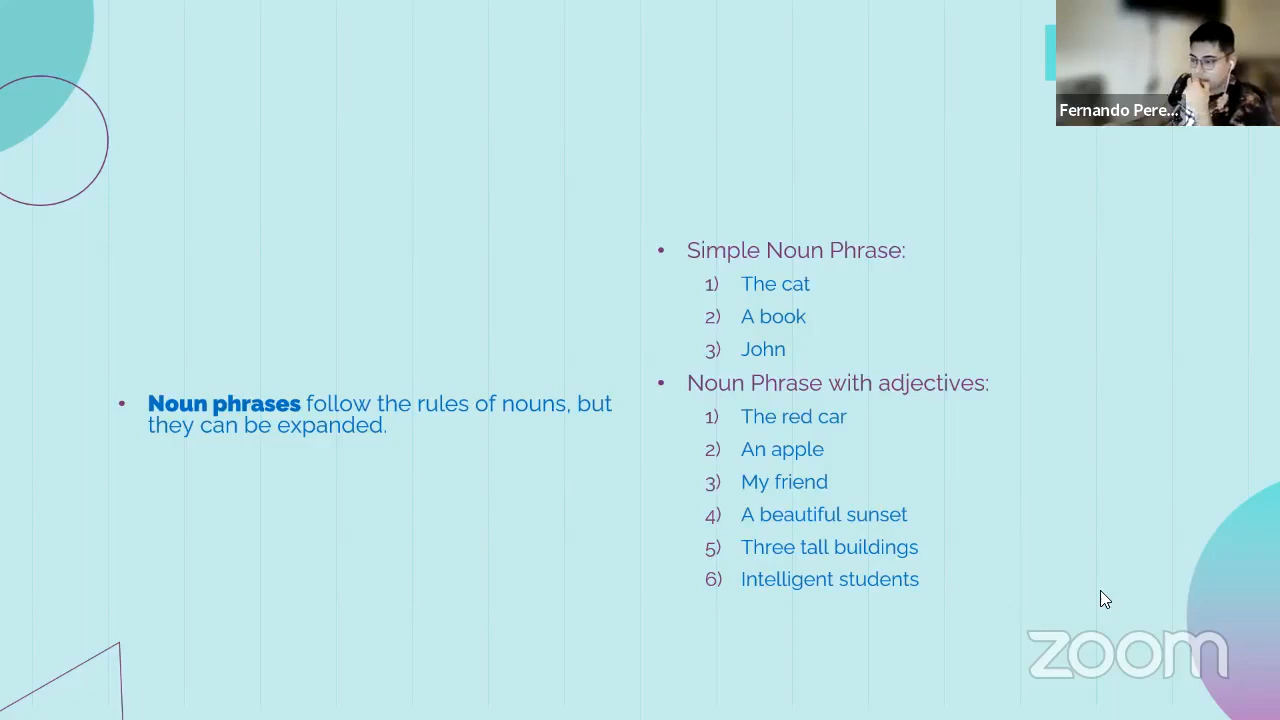 Fernando Pere...
• Noun phrases follow the rules of nouns, but
they can be expanded.
• Simple Noun Phrase:
1) The cat
2) A book
3) John
• Noun Phrase with adjectives:
1) The red car
2) An apple
3) My friend
4) A beautiful sunset
5) Three tall buildings
6) Intelligent students
zoom